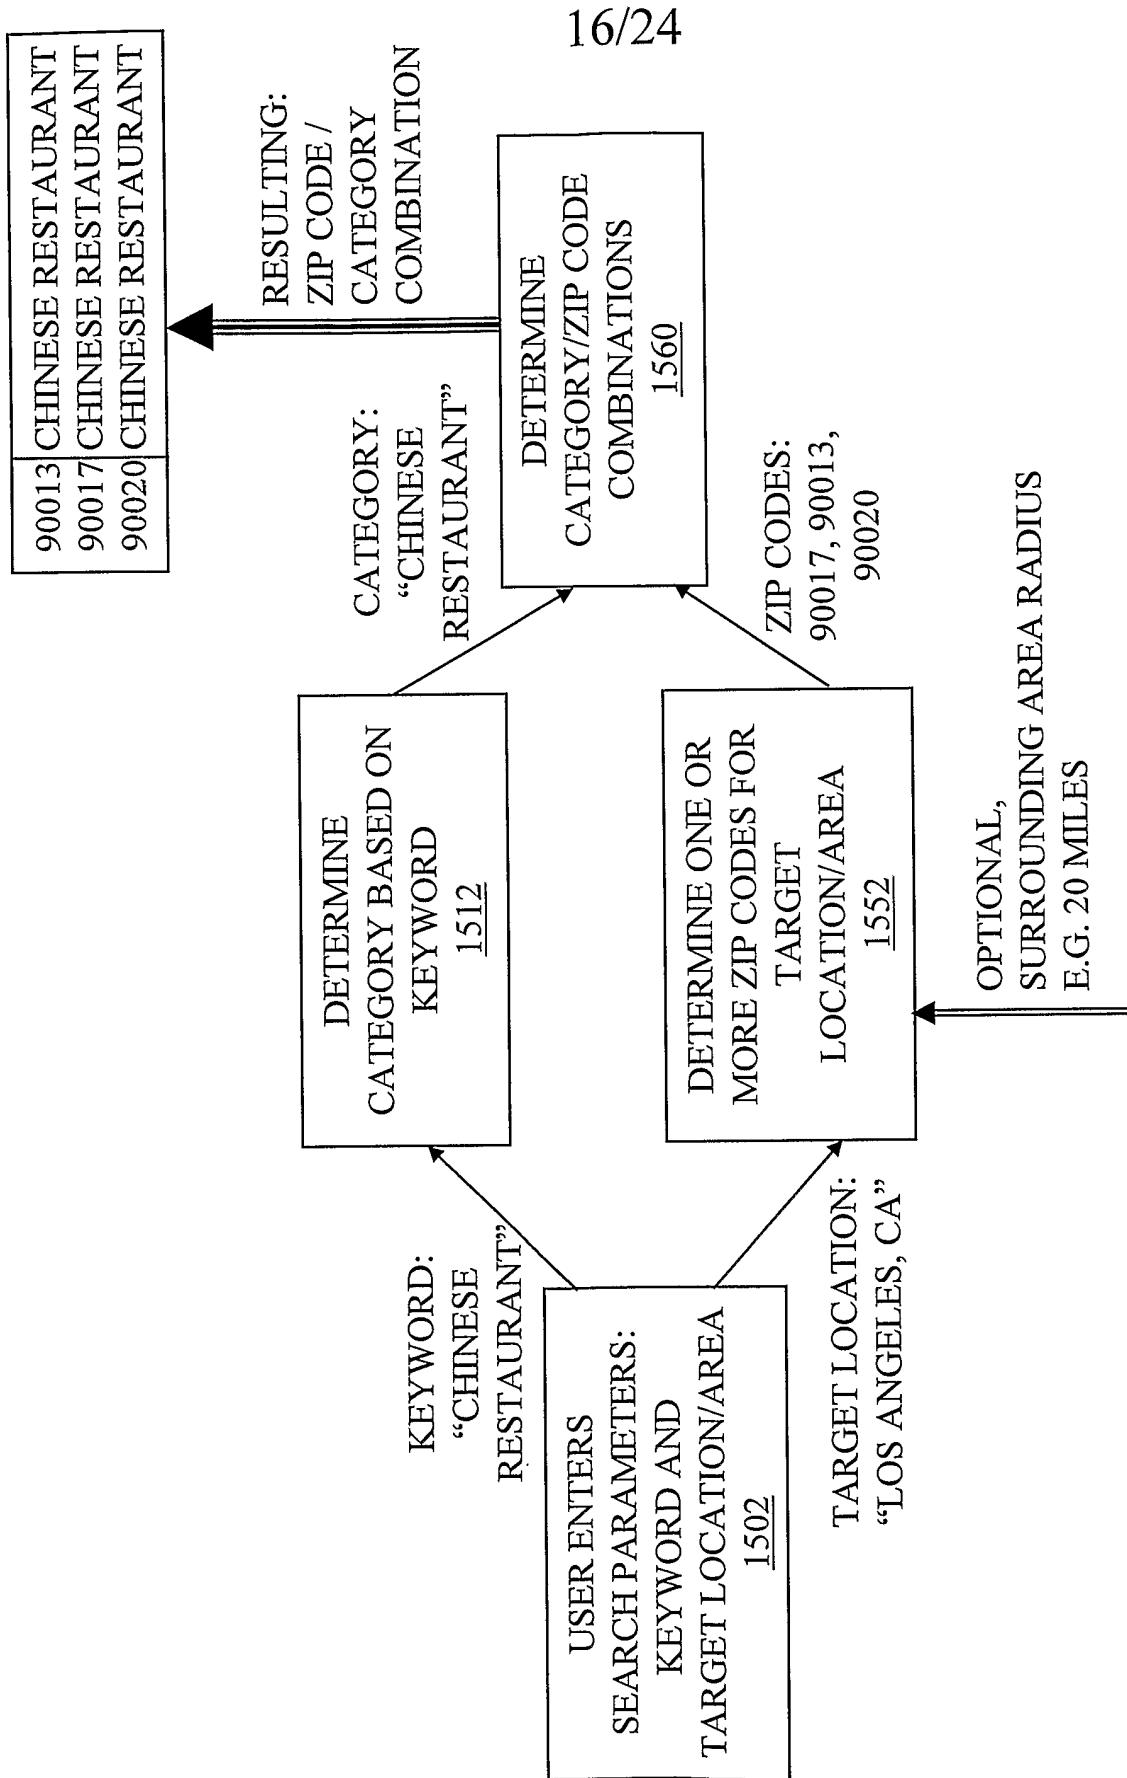 16/24
USER ENTERS
SEARCH PARAMETERS:
KEYWORD AND
TARGET LOCATION/AREA
1502
KEYWORD:
“CHINESE
RESTAURANT”
TARGET LOCATION:
“LOS ANGELES, CA”
DETERMINE
CATEGORY BASED ON
KEYWORD
1512
DETERMINE ONE OR
MORE ZIP CODES FOR
TARGET
LOCATION/AREA
1552
OPTIONAL,
SURROUNDING AREA RADIUS
E.G. 20 MILES
CATEGORY:
“CHINESE
RESTAURANT”
ZIP CODES:
90017, 90013,
90020
DETERMINE
CATEGORY/ZIP CODE
COMBINATIONS
1560
RESULTING:
ZIP CODE /
CATEGORY
COMBINATION
90013 CHINESE RESTAURANT
90017 CHINESE RESTAURANT
90020 CHINESE RESTAURANT